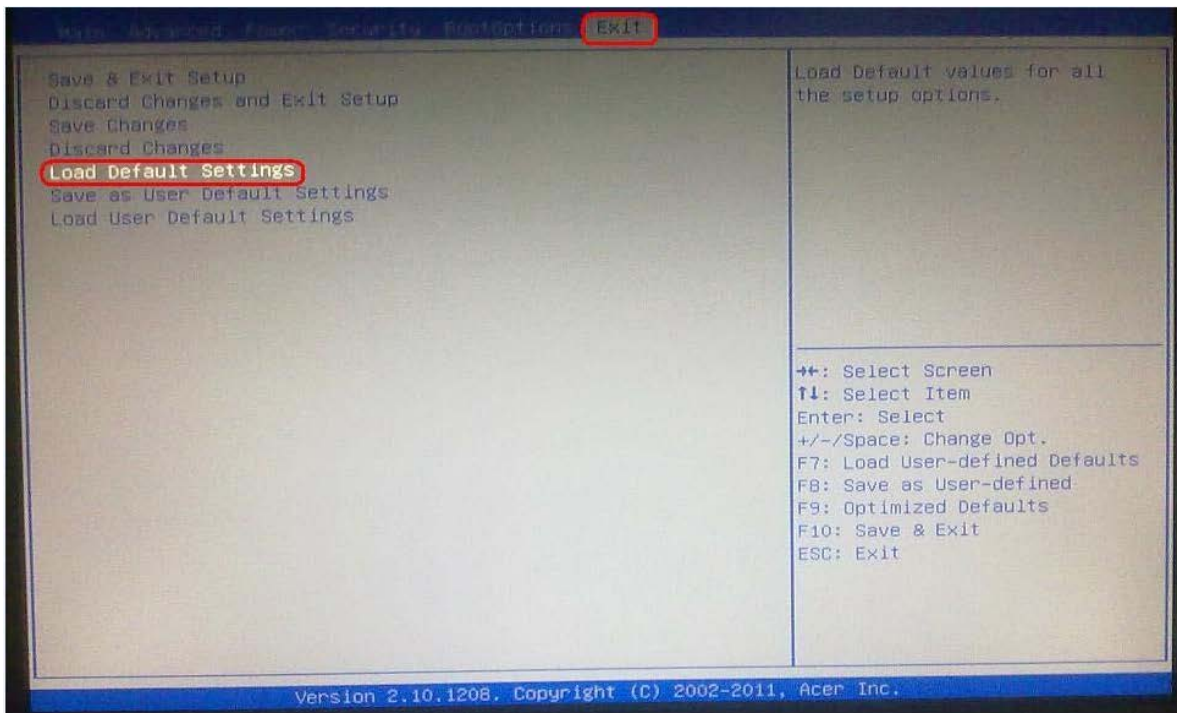 Main Advanced Power Security BootOptions Exit
Save & Exit Setup
Discard Changes and Exit Setup
Save Changes
Discard Changes
Load Default Settings
Save as User Default Settings
Load User Default Settings
Load Default values for all
the setup options.
→←: Select Screen
↑↓: Select Item
Enter: Select
+/-/Space: Change Opt.
F7: Load User-defined Defaults
F8: Save as User-defined
F9: Optimized Defaults
F10: Save & Exit
ESC: Exit
Version 2.10.1208. Copyright (C) 2002-2011, Acer Inc.